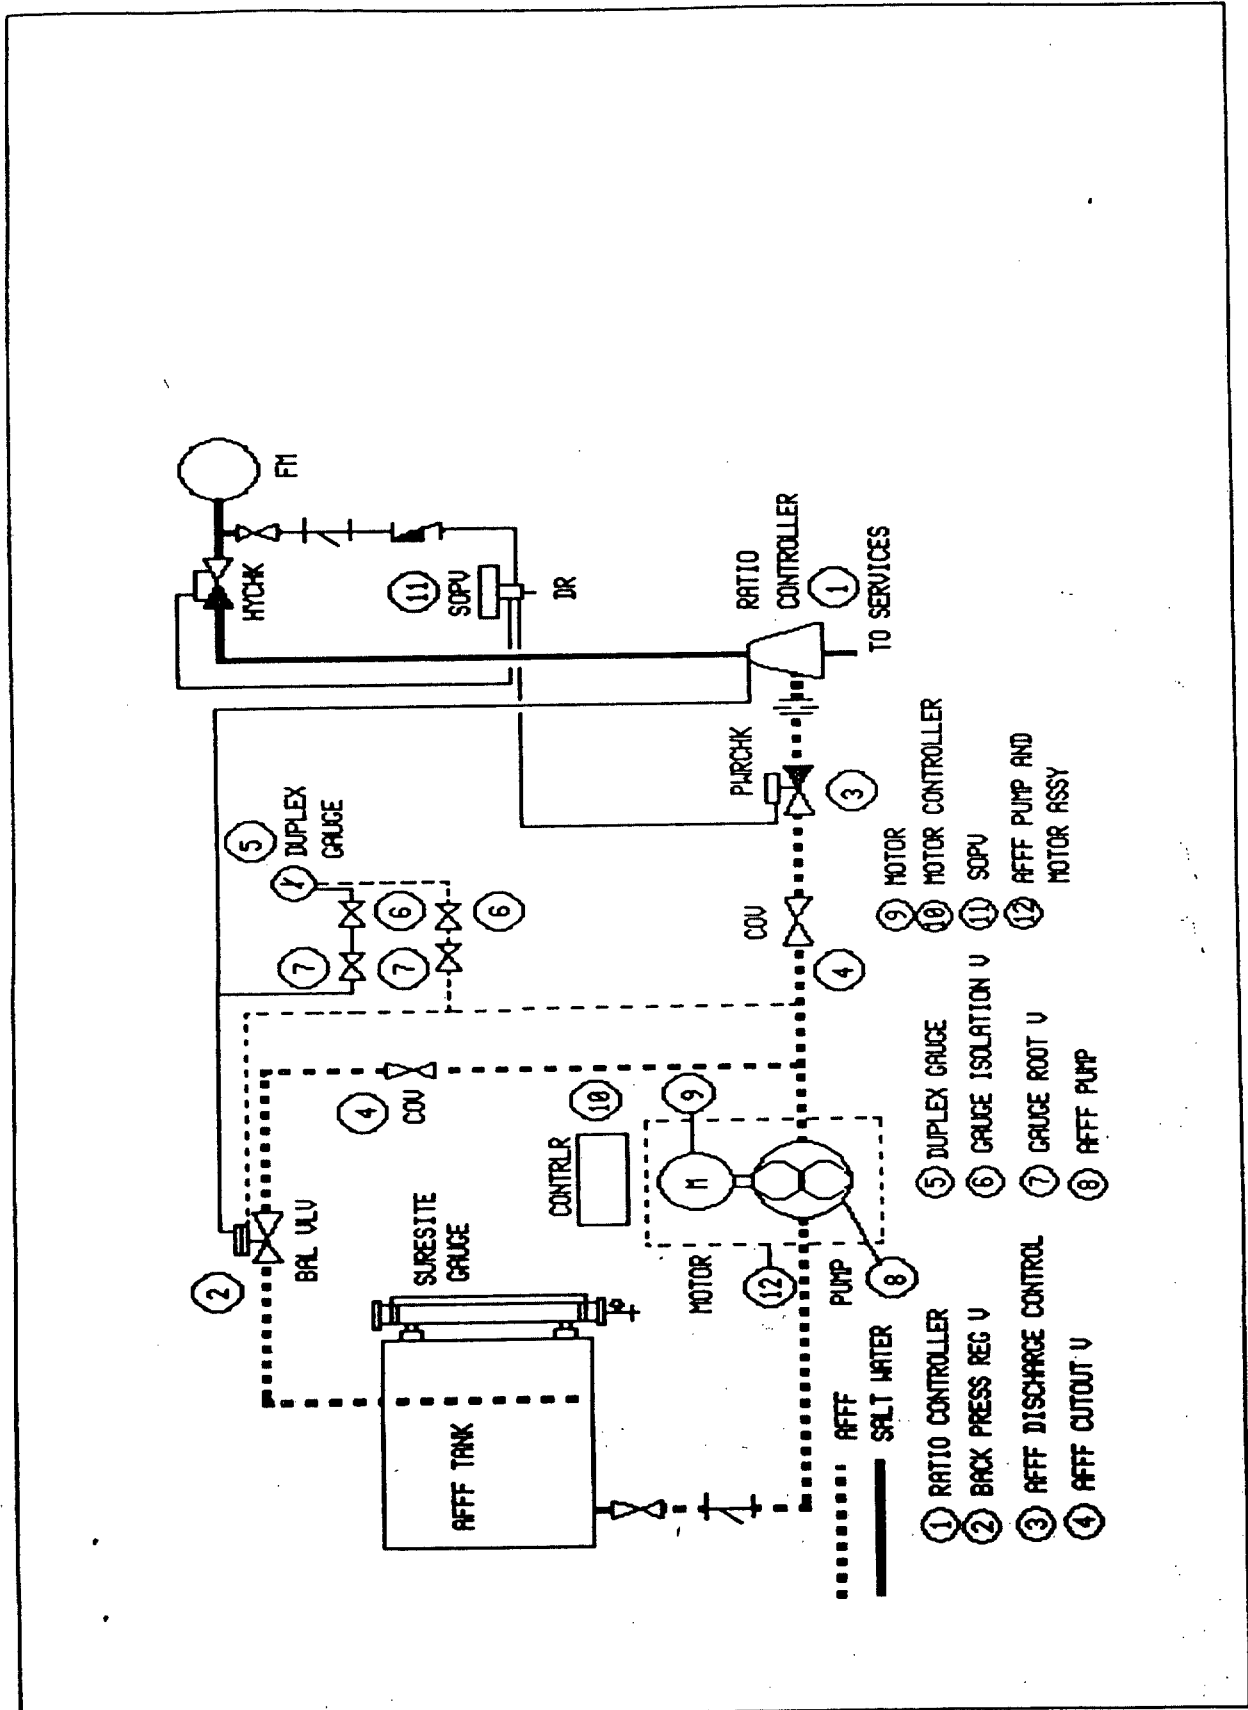 FM
HYCHK
11
SOPV
DR
RATIO
CONTROLLER
1
TO SERVICES
5
DUPLEX
GAUGE
7
6
7
6
PWRCHK
3
COV
4
4
COV
2
BAL VLV
SURESITE
GAUGE
CONTRLR
10
9
M
MOTOR
12
PUMP
8
AFFF TANK
AFFF
SALT WATER
1 RATIO CONTROLLER
2 BACK PRESS REG V
3 AFFF DISCHARGE CONTROL
4 AFFF CUTOUT V
5 DUPLEX GAUGE
6 GAUGE ISOLATION V
7 GAUGE ROOT V
8 AFFF PUMP
9 MOTOR
10 MOTOR CONTROLLER
11 SOPV
12 AFFF PUMP AND
MOTOR ASSY